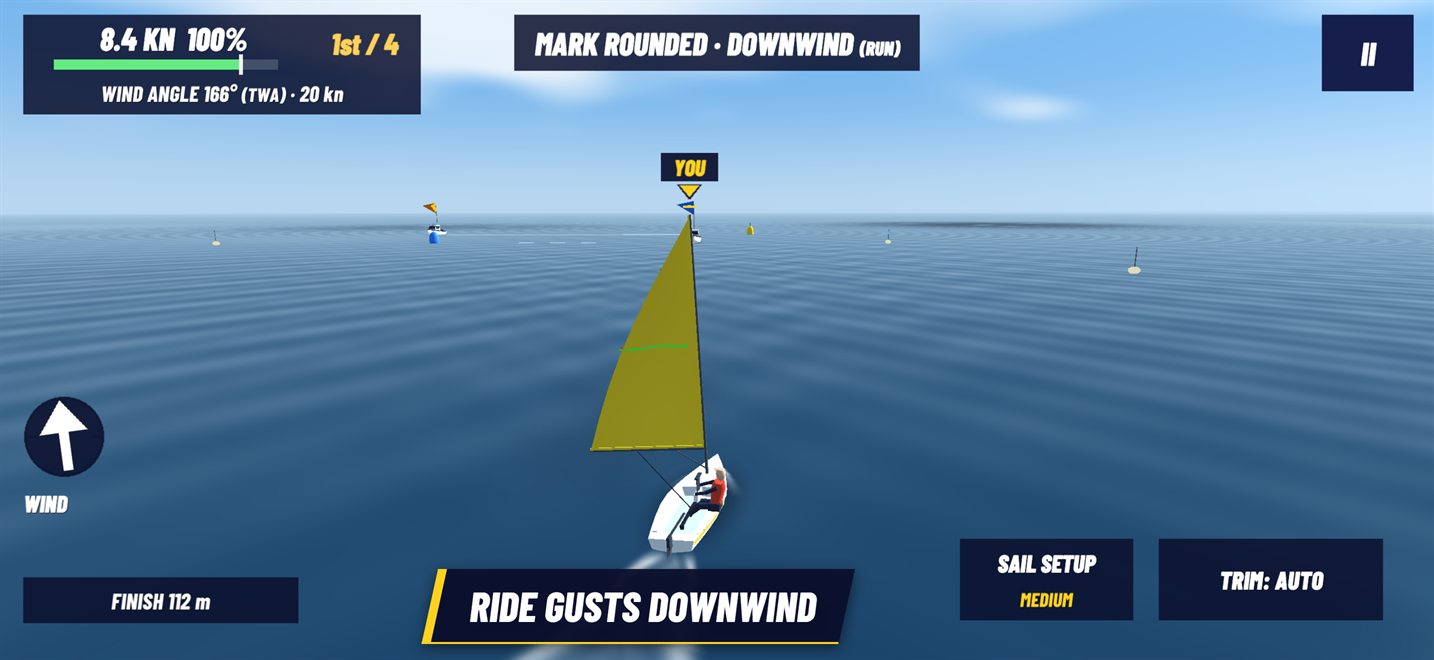 8.4 KN 100%
1st / 4
WIND ANGLE 166° (TWA) · 20 kn
MARK ROUNDED · DOWNWIND (RUN)
YOU
WIND
FINISH 112 m
RIDE GUSTS DOWNWIND
SAIL SETUP
MEDIUM
TRIM: AUTO